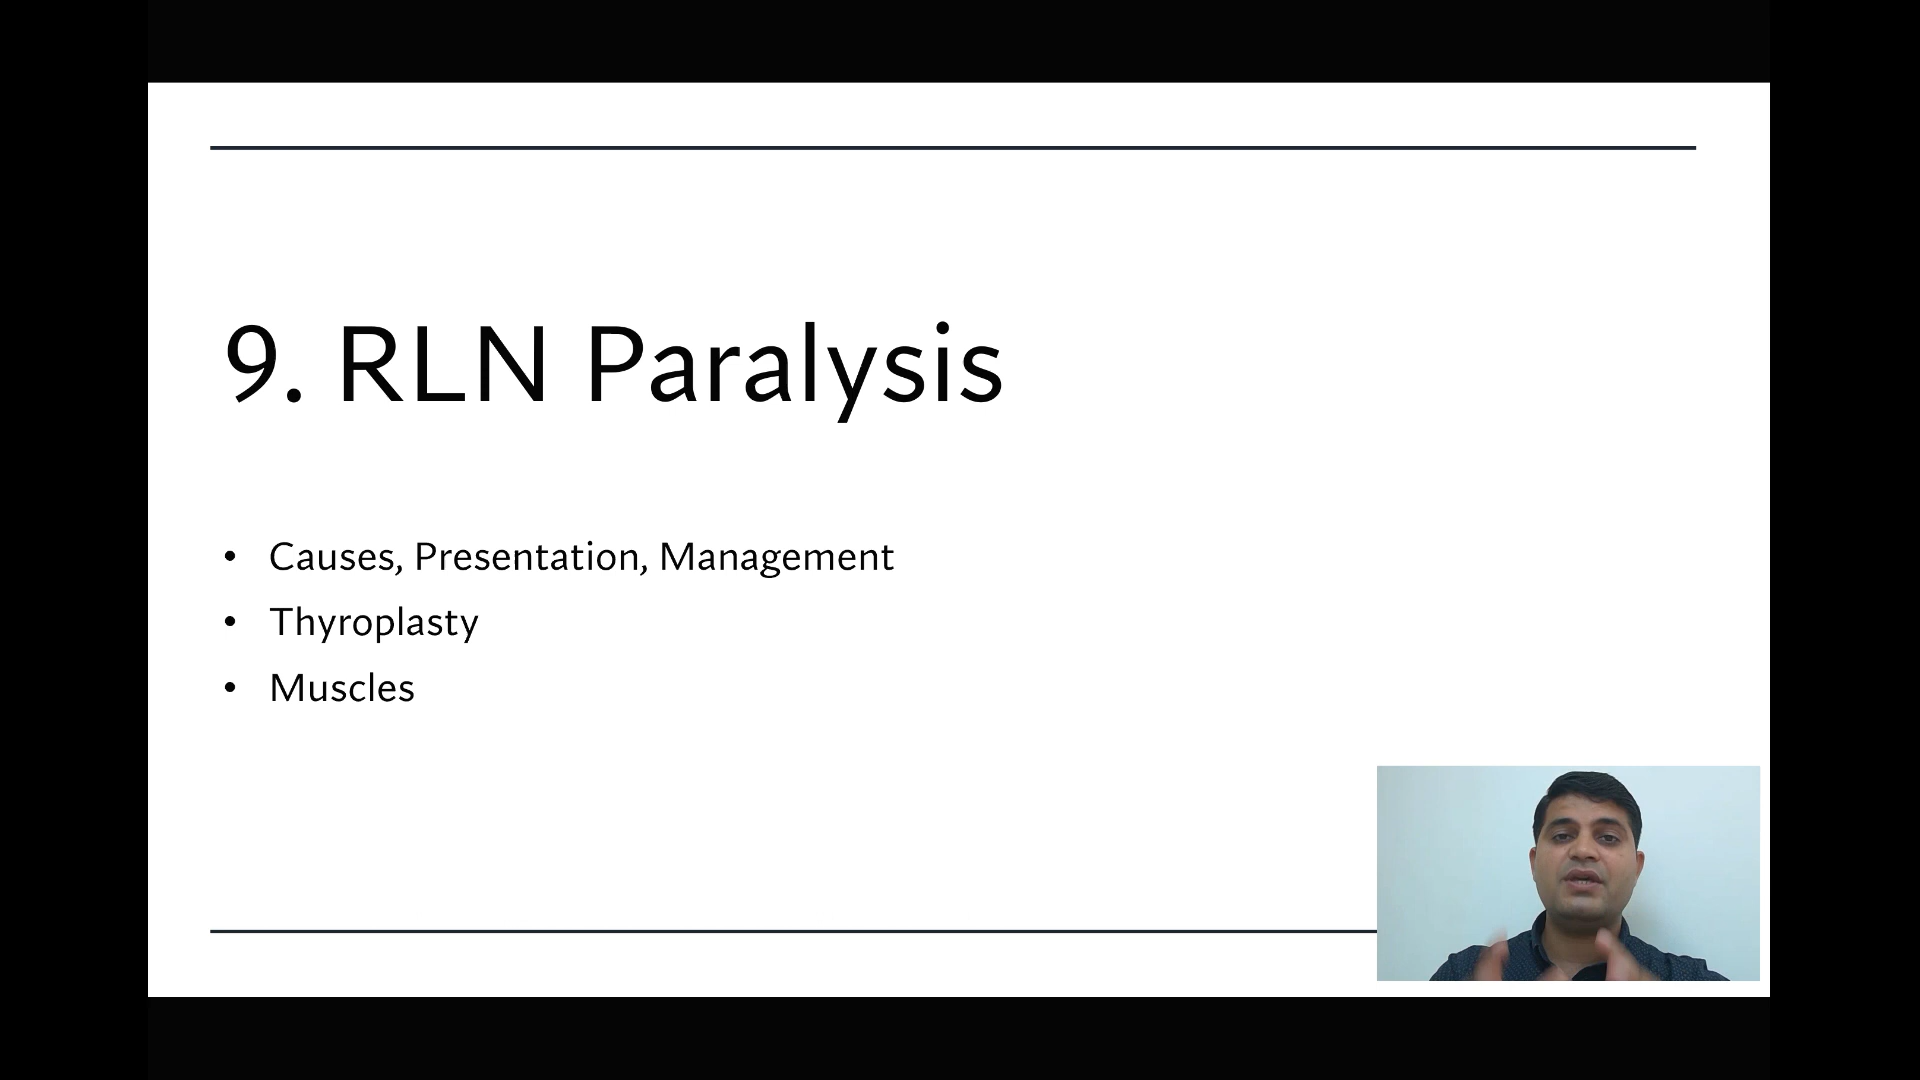 9. RLN Paralysis
• Causes, Presentation, Management
• Thyroplasty
• Muscles